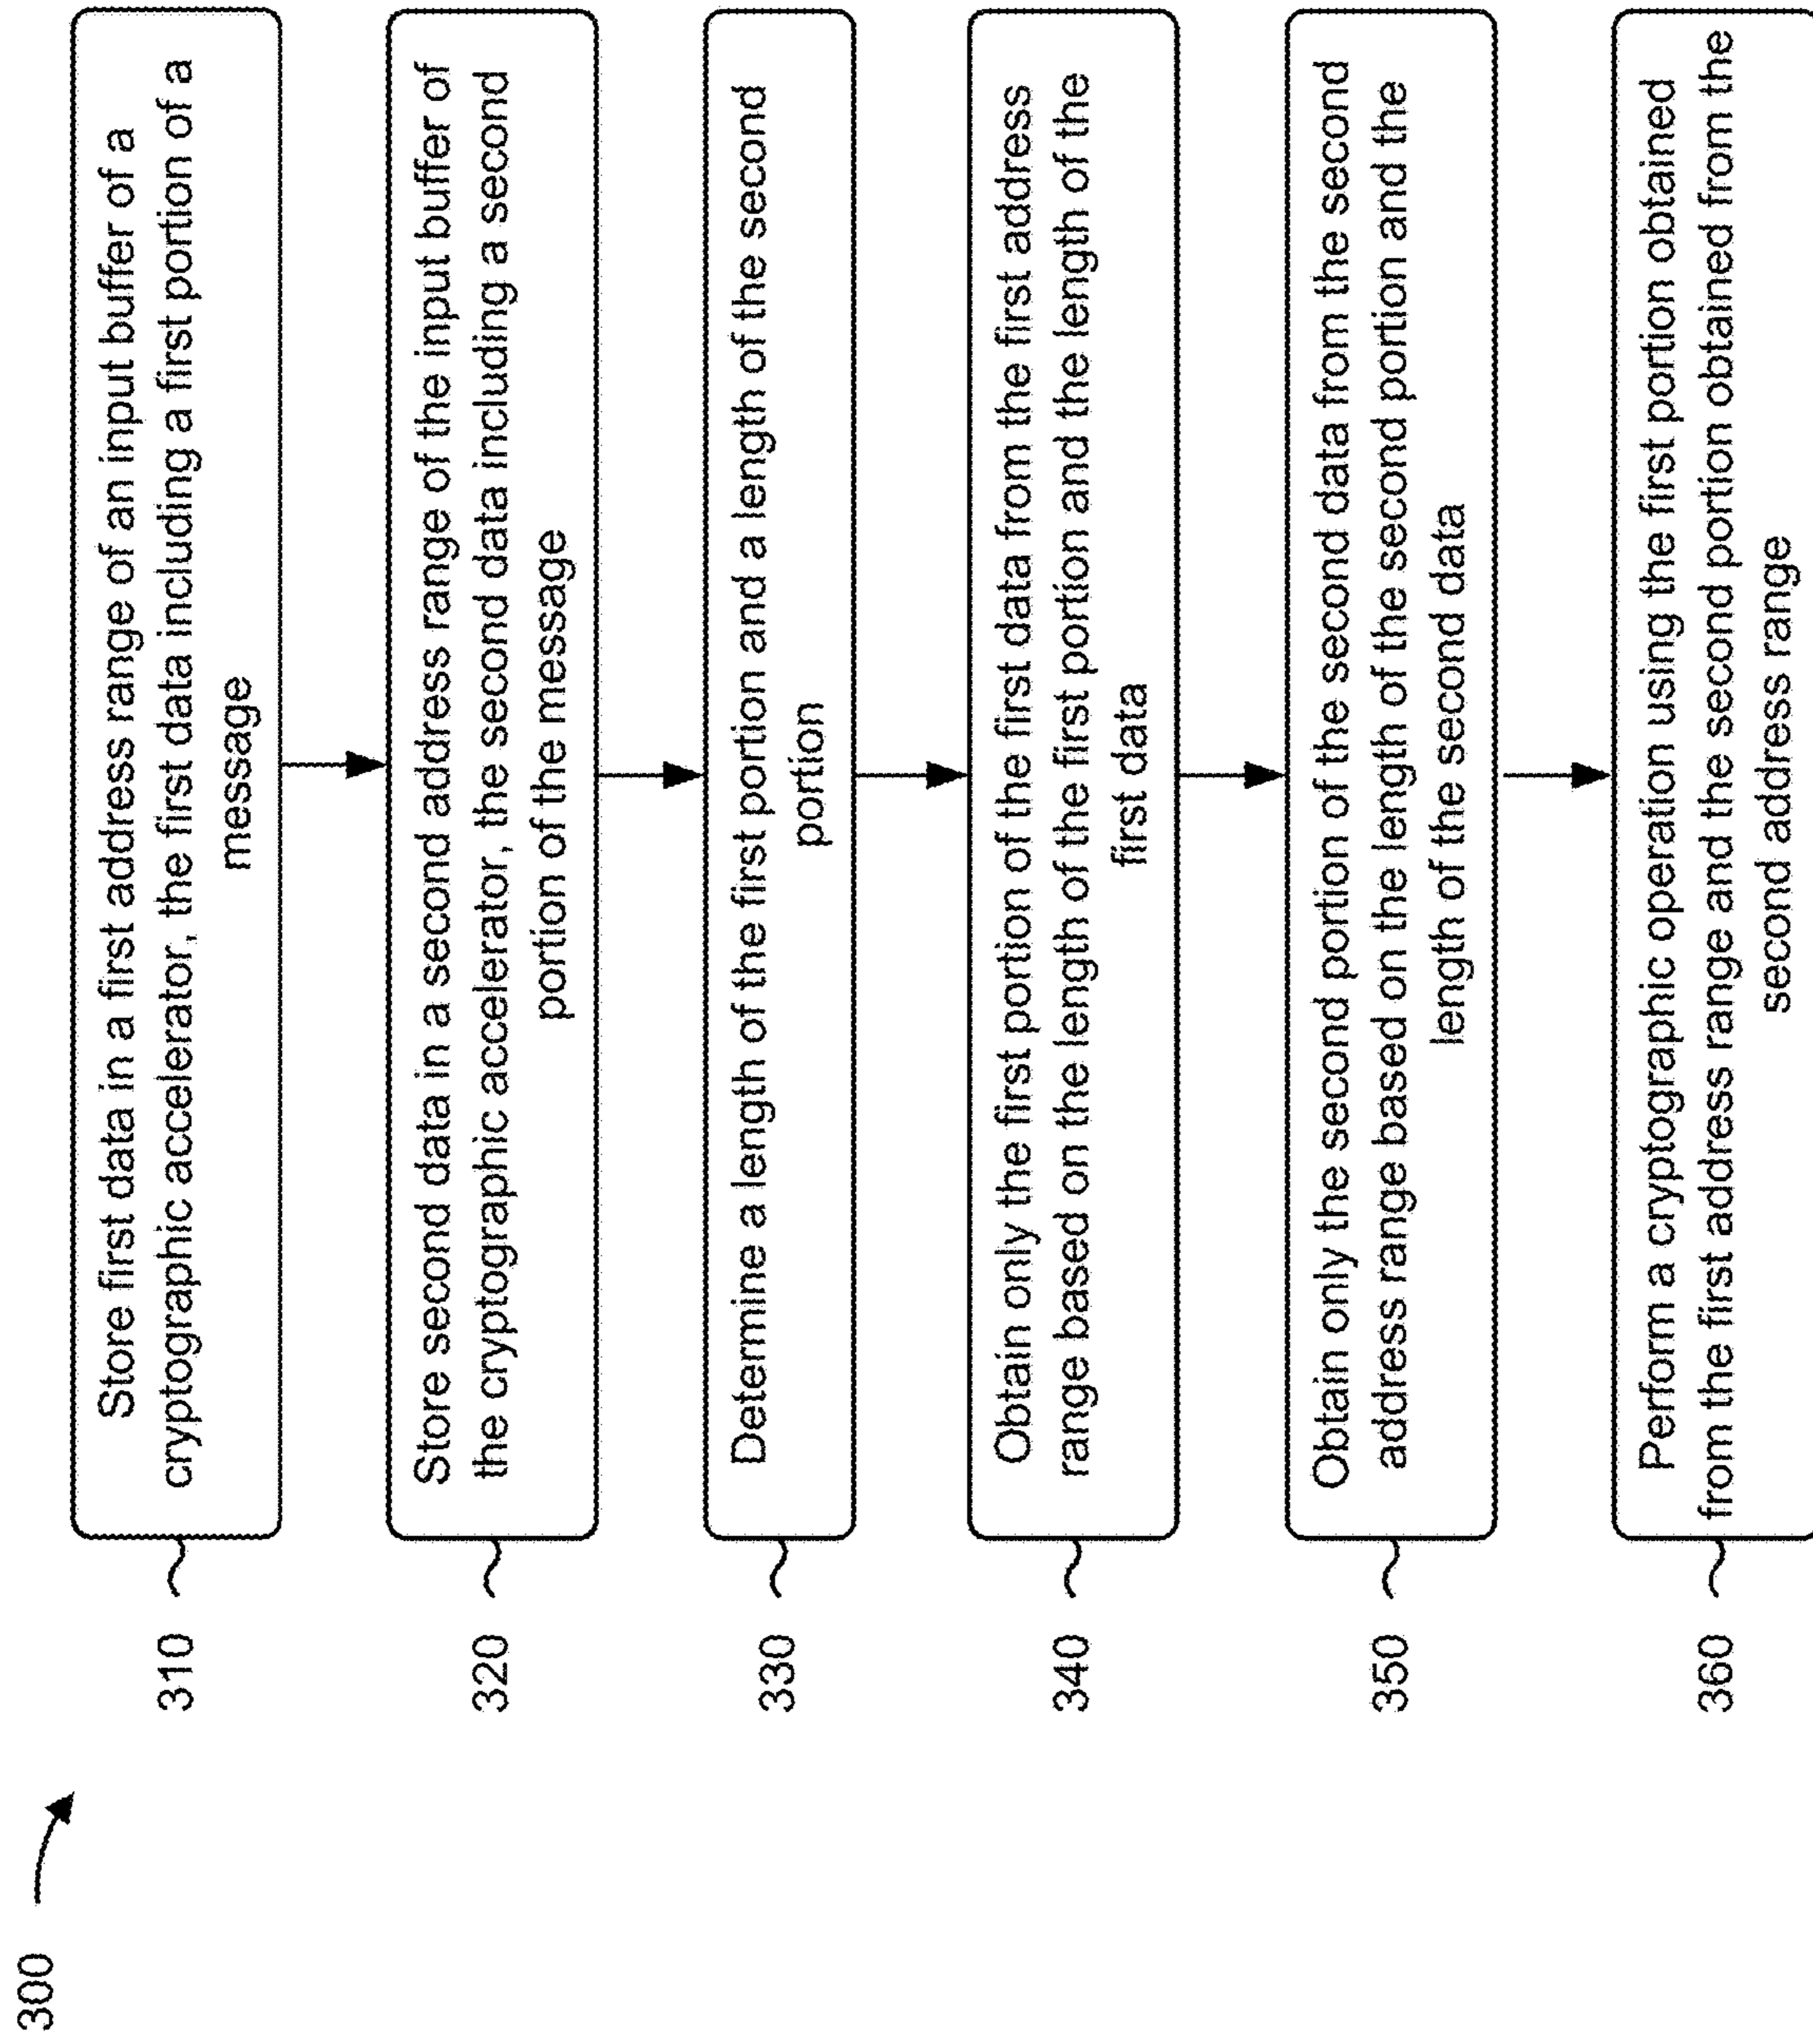 300
310
Store first data in a first address range of an input buffer of a
cryptographic accelerator, the first data including a first portion of a
message
320
Store second data in a second address range of the input buffer of
the cryptographic accelerator, the second data including a second
portion of the message
330
Determine a length of the first portion and a length of the second
portion
340
Obtain only the first portion of the first data from the first address
range based on the length of the first portion and the length of the
first data
350
Obtain only the second portion of the second data from the second
address range based on the length of the second portion and the
length of the second data
360
Perform a cryptographic operation using the first portion obtained
from the first address range and the second portion obtained from the
second address range